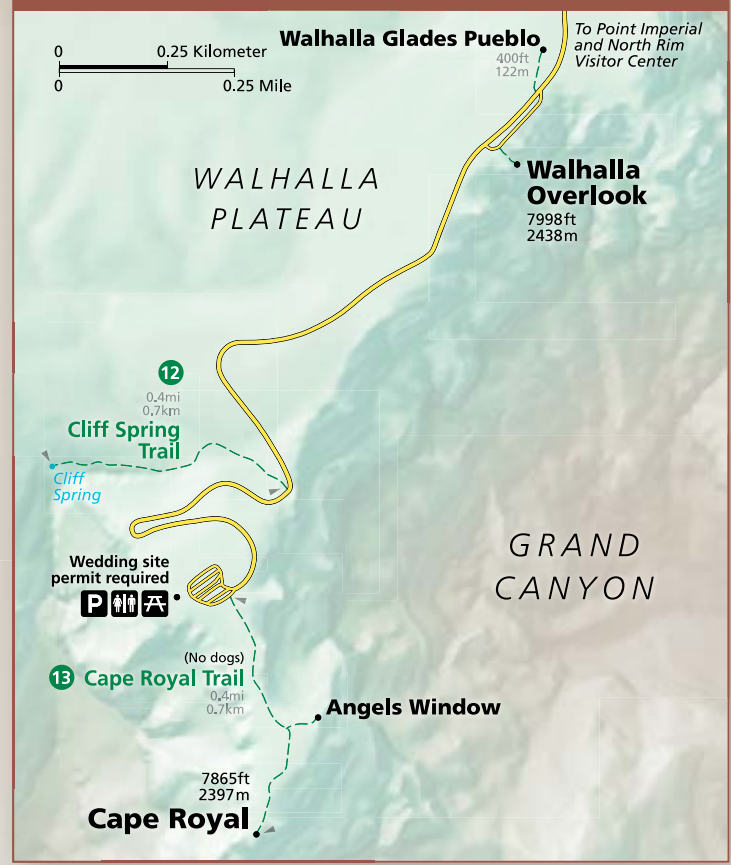 0 0.25 Kilometer
0 0.25 Mile
Walhalla Glades Pueblo
400ft
122m
To Point Imperial
and North Rim
Visitor Center
Walhalla
Overlook
7998ft
2438m
WALHALLA
PLATEAU
12
0.4mi
0.7km
Cliff Spring
Trail
Cliff
Spring
GRAND
CANYON
Wedding site
permit required
P
(No dogs)
13 Cape Royal Trail
0.4mi
0.7km
Angels Window
7865ft
2397m
Cape Royal